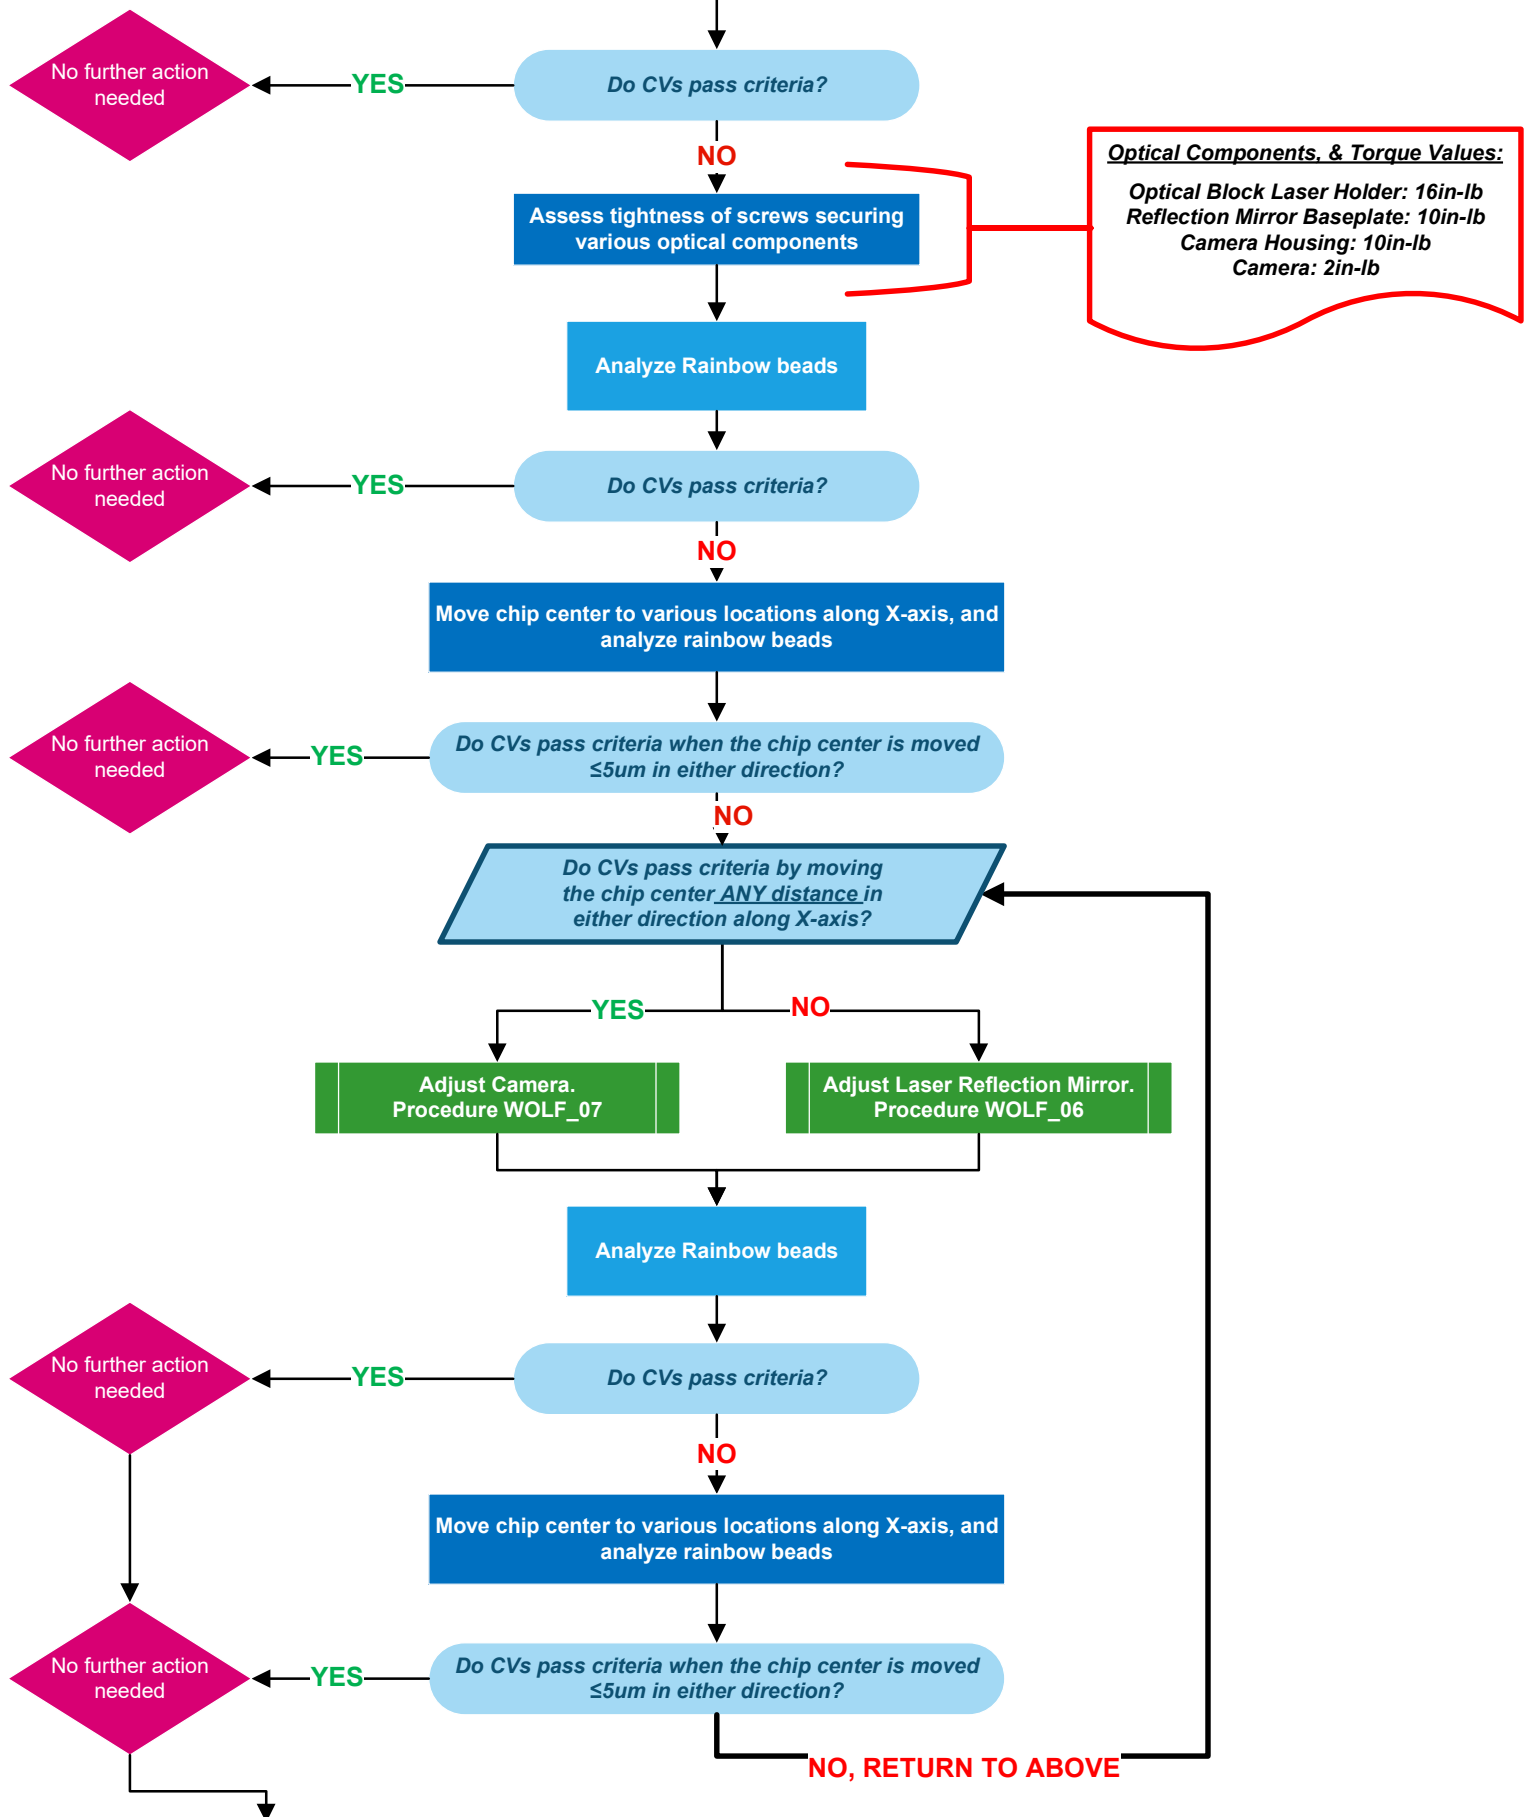 No further action
needed
YES
Do CVs pass criteria?
NO
Optical Components, & Torque Values:
Optical Block Laser Holder: 16in-lb
Reflection Mirror Baseplate: 10in-lb
Camera Housing: 10in-lb
Camera: 2in-lb
Assess tightness of screws securing
various optical components
Analyze Rainbow beads
No further action
needed
YES
Do CVs pass criteria?
NO
Move chip center to various locations along X-axis, and
analyze rainbow beads
No further action
needed
YES
Do CVs pass criteria when the chip center is moved
≤5um in either direction?
NO
Do CVs pass criteria by moving
the chip center ANY distance in
either direction along X-axis?
YES
NO
Adjust Camera.
Procedure WOLF_07
Adjust Laser Reflection Mirror.
Procedure WOLF_06
Analyze Rainbow beads
No further action
needed
YES
Do CVs pass criteria?
NO
Move chip center to various locations along X-axis, and
analyze rainbow beads
No further action
needed
YES
Do CVs pass criteria when the chip center is moved
≤5um in either direction?
NO, RETURN TO ABOVE